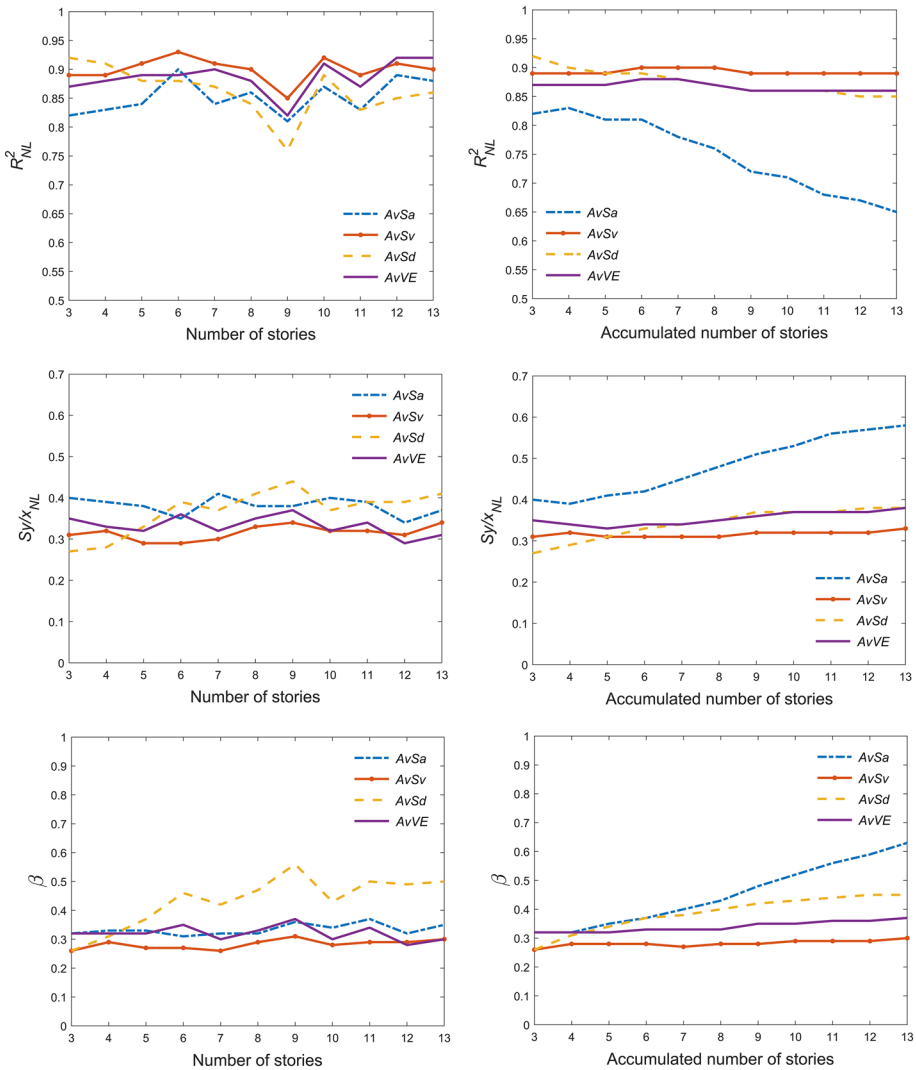 1
0.95
0.9
0.85
0.8
0.75
0.7
0.65
0.6
0.55
0.5
R²NL
AvSa
AvSv
AvSd
AvVE
3 4 5 6 7 8 9 10 11 12 13
Number of stories
1
0.95
0.9
0.85
0.8
0.75
0.7
0.65
0.6
0.55
0.5
R²NL
AvSa
AvSv
AvSd
AvVE
3 4 5 6 7 8 9 10 11 12 13
Accumulated number of stories
0.7
0.6
0.5
0.4
0.3
0.2
0.1
0
Sy/xNL
AvSa
AvSv
AvSd
AvVE
3 4 5 6 7 8 9 10 11 12 13
Number of stories
0.7
0.6
0.5
0.4
0.3
0.2
0.1
0
Sy/xNL
AvSa
AvSv
AvSd
AvVE
3 4 5 6 7 8 9 10 11 12 13
Accumulated number of stories
1
0.9
0.8
0.7
0.6
0.5
0.4
0.3
0.2
0.1
0
β
AvSa
AvSv
AvSd
AvVE
3 4 5 6 7 8 9 10 11 12 13
Number of stories
1
0.9
0.8
0.7
0.6
0.5
0.4
0.3
0.2
0.1
0
β
AvSa
AvSv
AvSd
AvVE
3 4 5 6 7 8 9 10 11 12 13
Accumulated number of stories